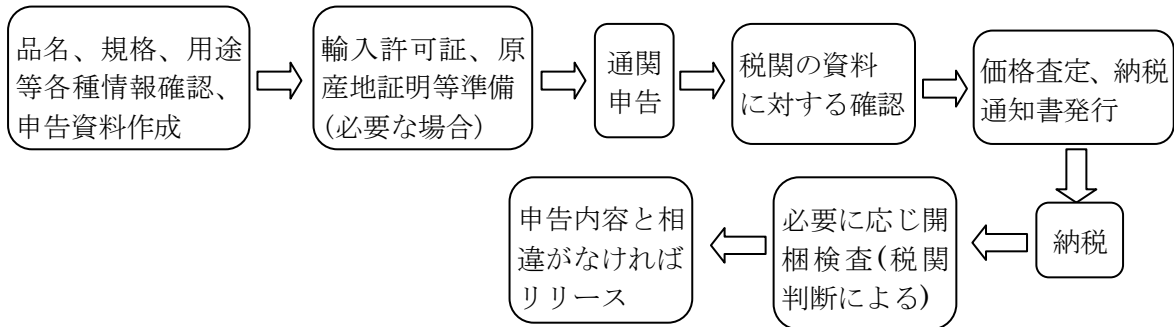 品名、規格、用途
等各種情報確認、
申告資料作成
輸入許可証、原
産地証明等準備
(必要な場合)
通関
申告
税関の資料
に対する確認
価格査定、納税
通知書発行
納税
必要に応じ開
梱検査(税関
判断による)
申告内容と相
違がなければ
リリース